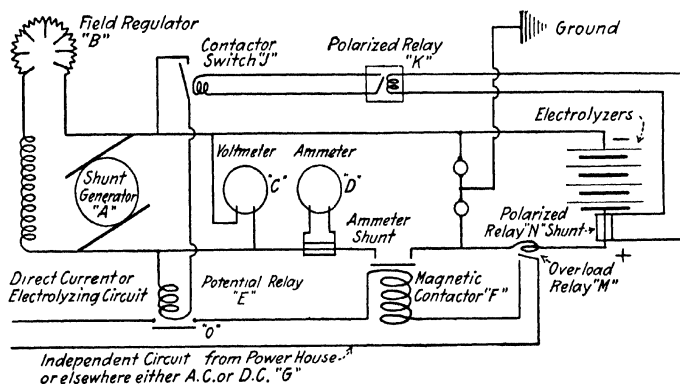 Field Regulator
"B"
Contactor
Switch "J"
Polarized Relay
"K"
Ground
Electrolyzers
−
Voltmeter
"C"
Ammeter
"D"
Shunt
Generator
"A"
Ammeter
Shunt
Polarized
Relay "N" Shunt
+
Direct Current or
Electrolyzing Circuit
Potential Relay
"E"
Magnetic
Contactor "F"
Overload
Relay "M"
"O"
Independent Circuit from Power House
or elsewhere either A.C. or D.C. "G"